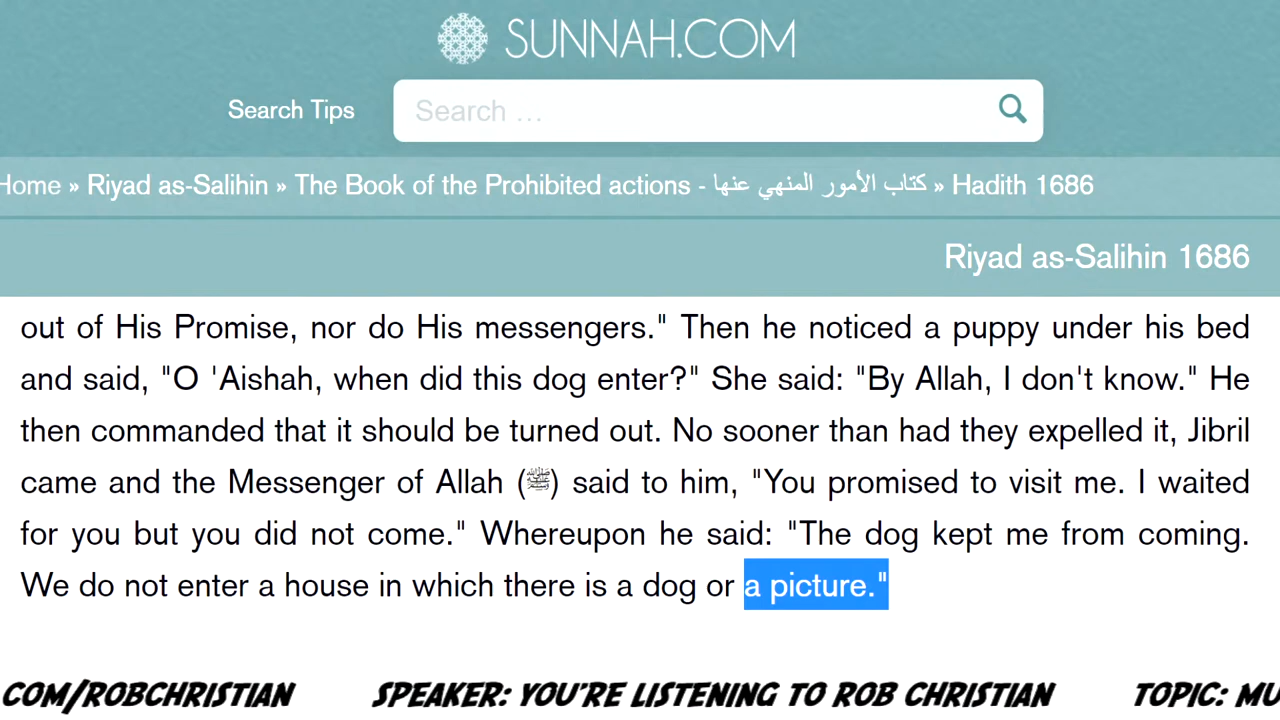 SUNNAH.COM
Search Tips
Search ...
Home » Riyad as-Salihin » The Book of the Prohibited actions - كتاب الأمور المنهي عنها » Hadith 1686
Riyad as-Salihin 1686
out of His Promise, nor do His messengers." Then he noticed a puppy under his bed
and said, "O 'Aishah, when did this dog enter?" She said: "By Allah, I don't know." He
then commanded that it should be turned out. No sooner than had they expelled it, Jibril
came and the Messenger of Allah (ﷺ) said to him, "You promised to visit me. I waited
for you but you did not come." Whereupon he said: "The dog kept me from coming.
We do not enter a house in which there is a dog or a picture."
COM/ROBCHRISTIAN SPEAKER: YOU'RE LISTENING TO ROB CHRISTIAN TOPIC: MU